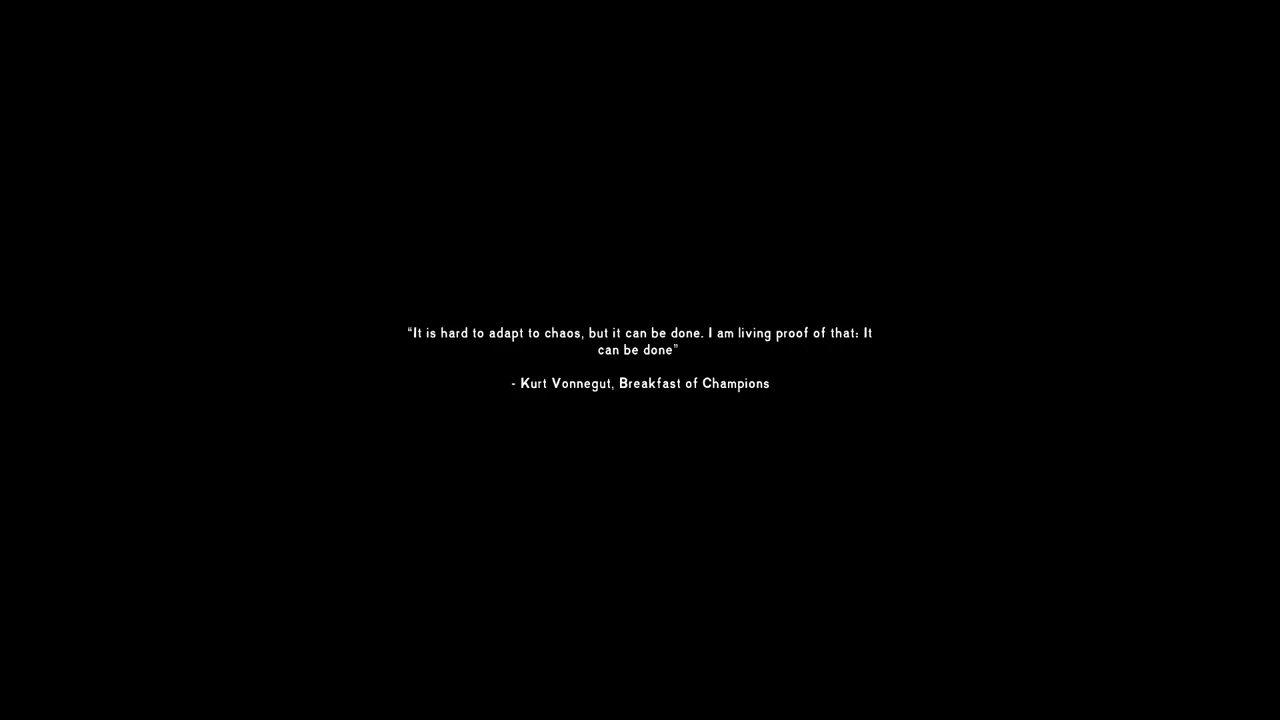 “It is hard to adapt to chaos, but it can be done. I am living proof of that: It
can be done”
- Kurt Vonnegut, Breakfast of Champions